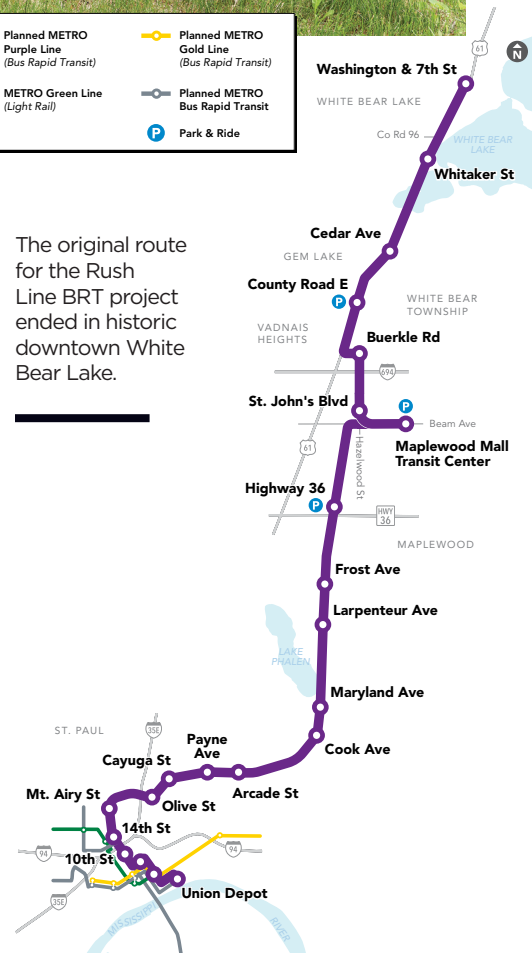 Planned METRO
Purple Line
(Bus Rapid Transit)
METRO Green Line
(Light Rail)
Planned METRO
Gold Line
(Bus Rapid Transit)
Planned METRO
Bus Rapid Transit
P Park & Ride
N
61
Washington & 7th St
WHITE BEAR LAKE
Co Rd 96
WHITE BEAR
LAKE
Whitaker St
The original route
for the Rush
Line BRT project
ended in historic
downtown White
Bear Lake.
Cedar Ave
GEM LAKE
County Road E
P
WHITE BEAR
TOWNSHIP
VADNAIS
HEIGHTS
Buerkle Rd
694
St. John's Blvd
P
Beam Ave
Maplewood Mall
Transit Center
61
Hazelwood St
Highway 36
P
HWY
36
MAPLEWOOD
Frost Ave
Larpenteur Ave
LAKE
PHALEN
Maryland Ave
ST. PAUL
35E
Cook Ave
Payne
Ave
Cayuga St
Arcade St
Mt. Airy St
Olive St
14th St
94
10th St
94
Union Depot
35E
MISSISSIPPI
RIVER